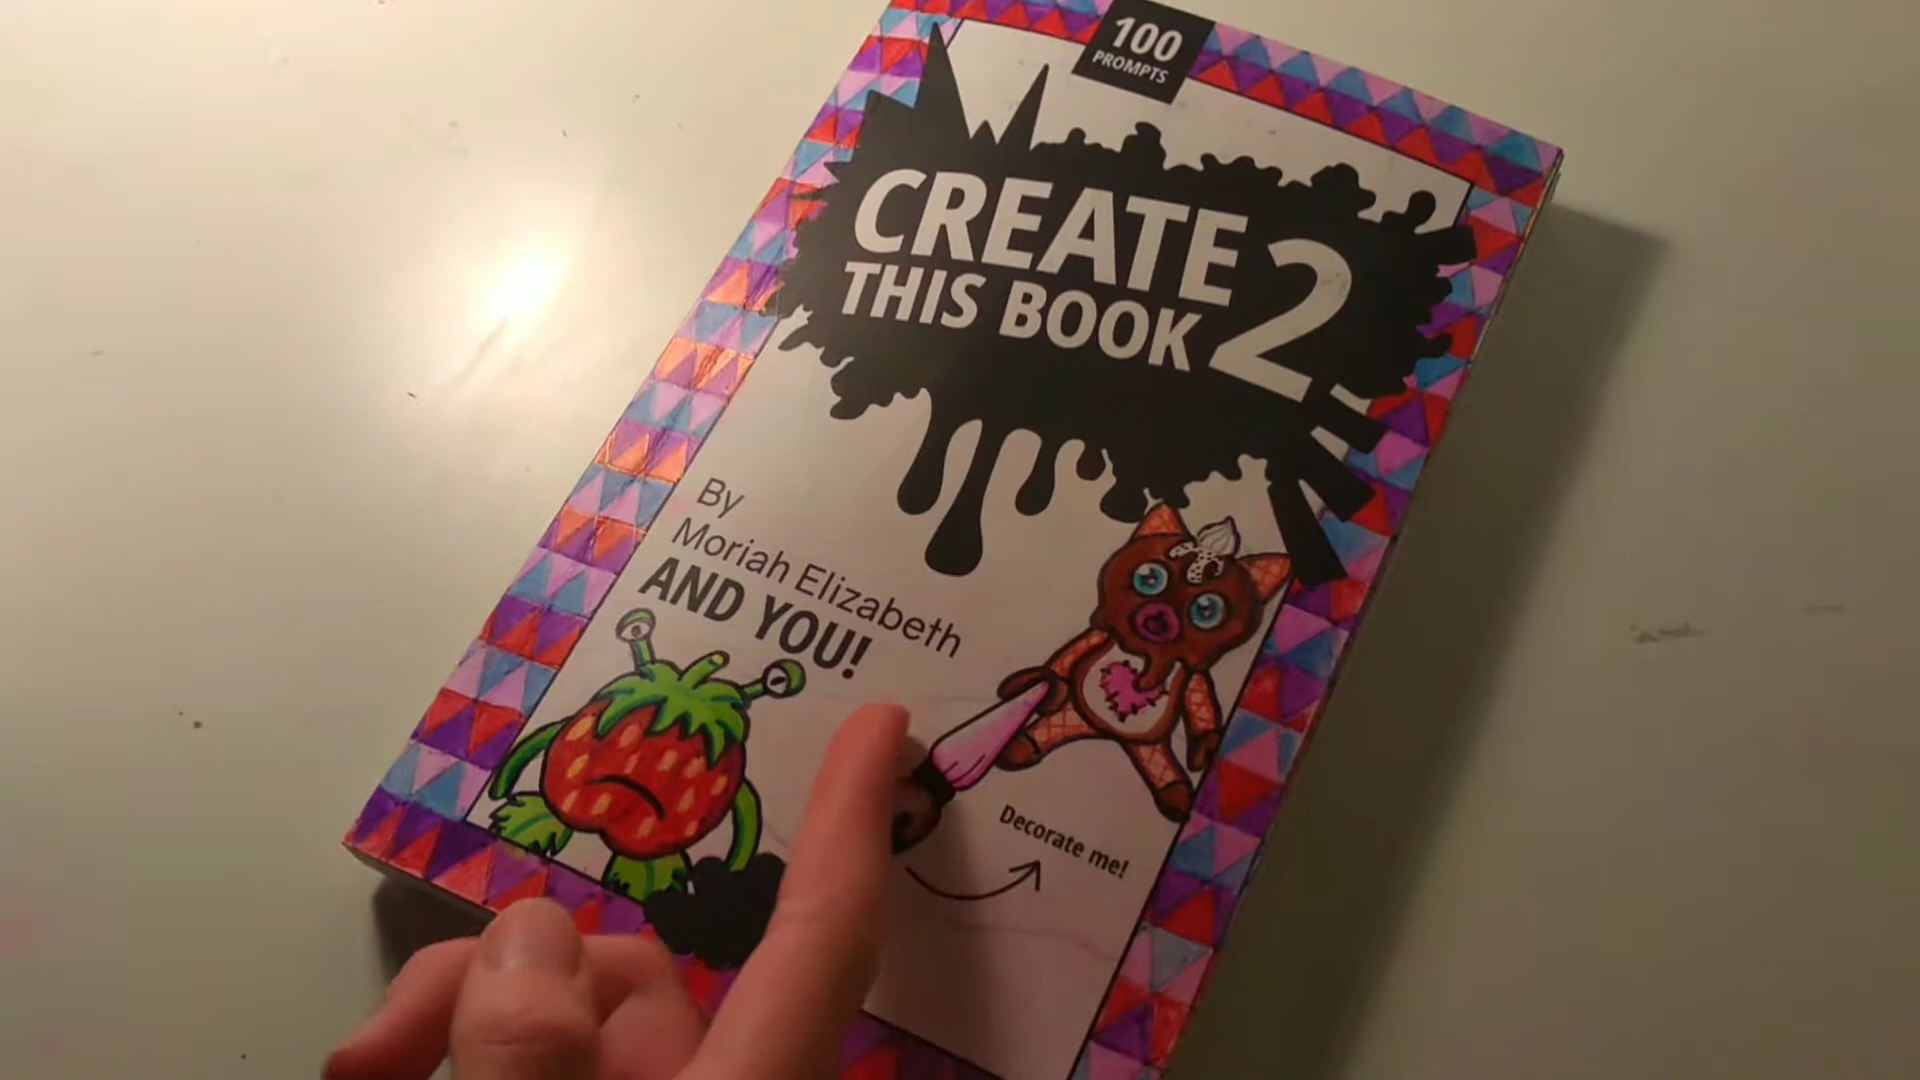 100
PROMPTS
CREATE
THIS BOOK 2
By
Moriah Elizabeth
AND YOU!
Decorate me!